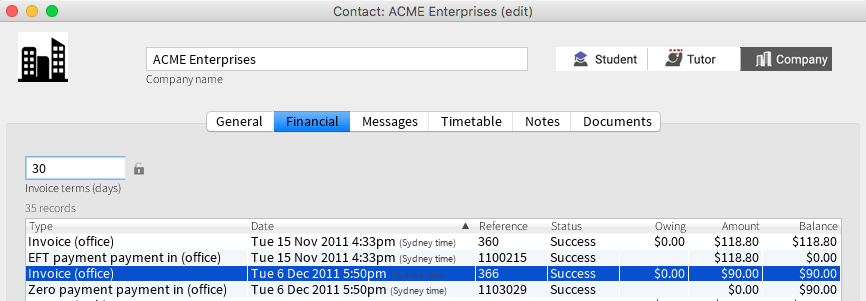 Contact: ACME Enterprises (edit)
ACME Enterprises
Company name
Student Tutor Company
General Financial Messages Timetable Notes Documents
30
Invoice terms (days)
35 records
Type Date Reference Status Owing Amount Balance
Invoice (office) Tue 15 Nov 2011 4:33pm (Sydney time) 360 Success $0.00 $118.80 $118.80
EFT payment payment in (office) Tue 15 Nov 2011 4:33pm (Sydney time) 1100215 Success $118.80 $0.00
Invoice (office) Tue 6 Dec 2011 5:50pm 366 Success $0.00 $90.00 $90.00
Zero payment payment in (office) Tue 6 Dec 2011 5:50pm (Sydney time) 1103029 Success $0.00 $90.00